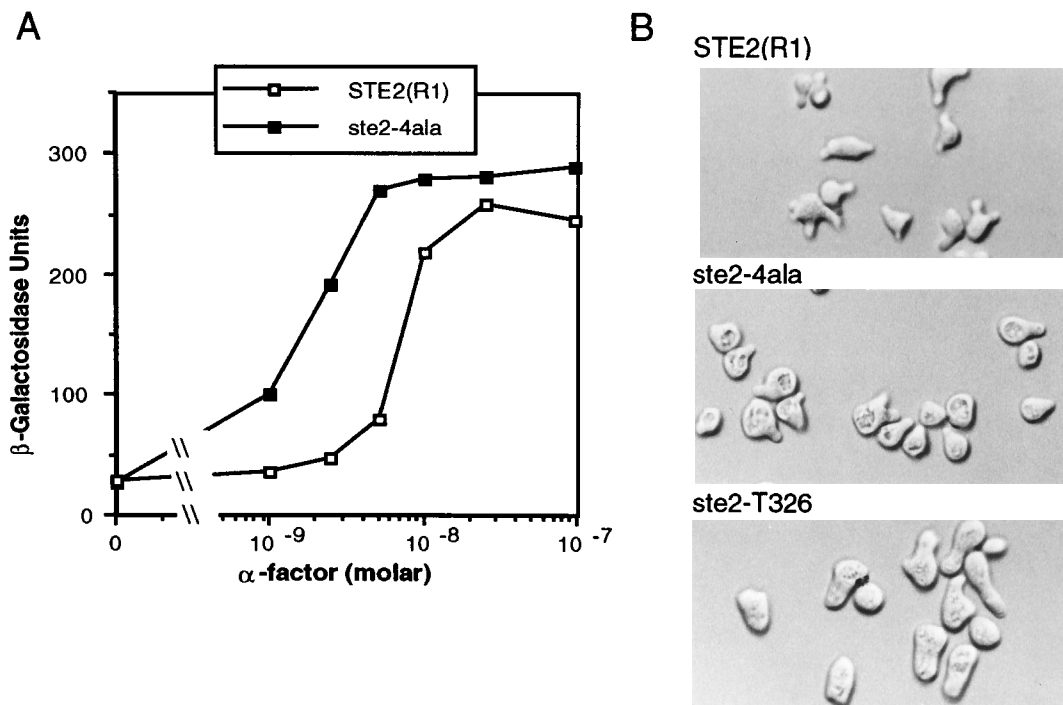 A
STE2(R1)
ste2-4ala
300
200
100
0
β-Galactosidase Units
0
10⁻⁹
10⁻⁸
10⁻⁷
α-factor (molar)
B
STE2(R1)
ste2-4ala
ste2-T326